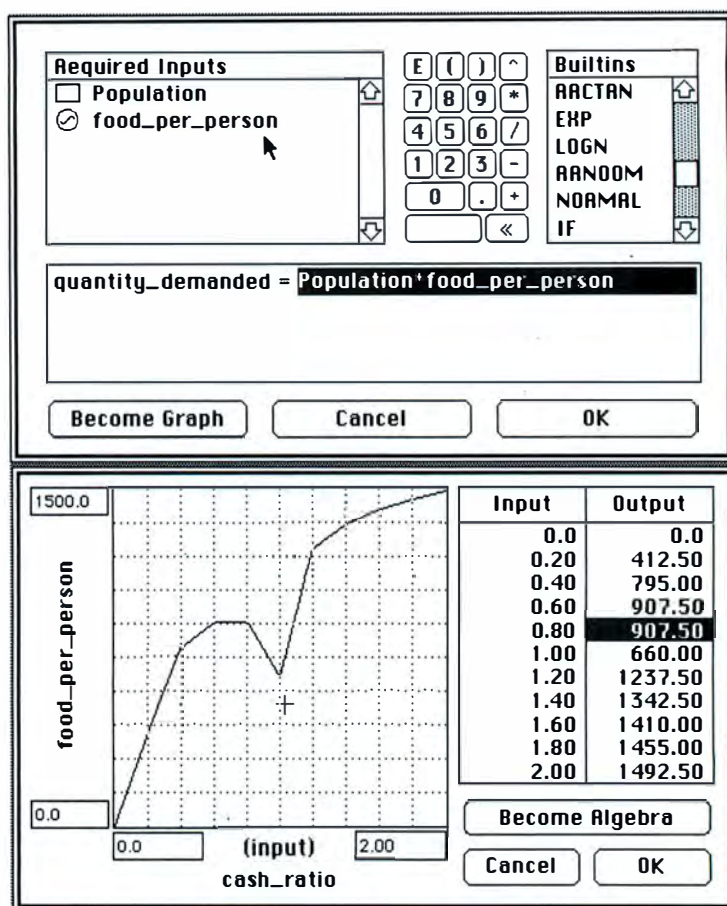 Required Inputs
Population
food_per_person
E ( ) ^
7 8 9 *
4 5 6 /
1 2 3 -
0 . +
«
Builtins
AACTAN
EXP
LOGN
AANDOM
NORMAL
IF
quantity_demanded = Population*food_per_person
Become Graph
Cancel
OK
1500.0
food_per_person
0.0
0.0
(input)
2.00
cash_ratio
Input Output
0.0 0.0
0.20 412.50
0.40 795.00
0.60 907.50
0.80 907.50
1.00 660.00
1.20 1237.50
1.40 1342.50
1.60 1410.00
1.80 1455.00
2.00 1492.50
Become Algebra
Cancel
OK